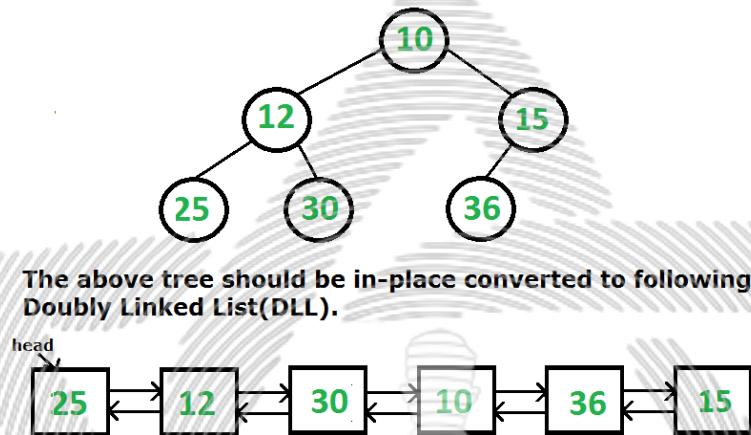 10
12 15
25 30 36
The above tree should be in-place converted to following
Doubly Linked List(DLL).
head
25 12 30 10 36 15